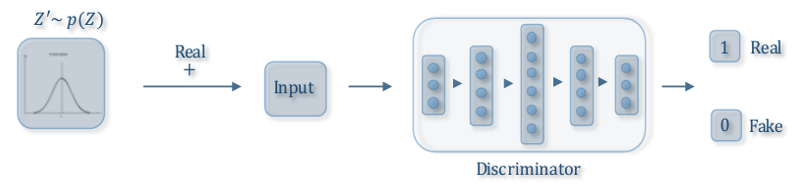 Z′~ p(Z)
Real
+
Input
Discriminator
1 Real
0 Fake